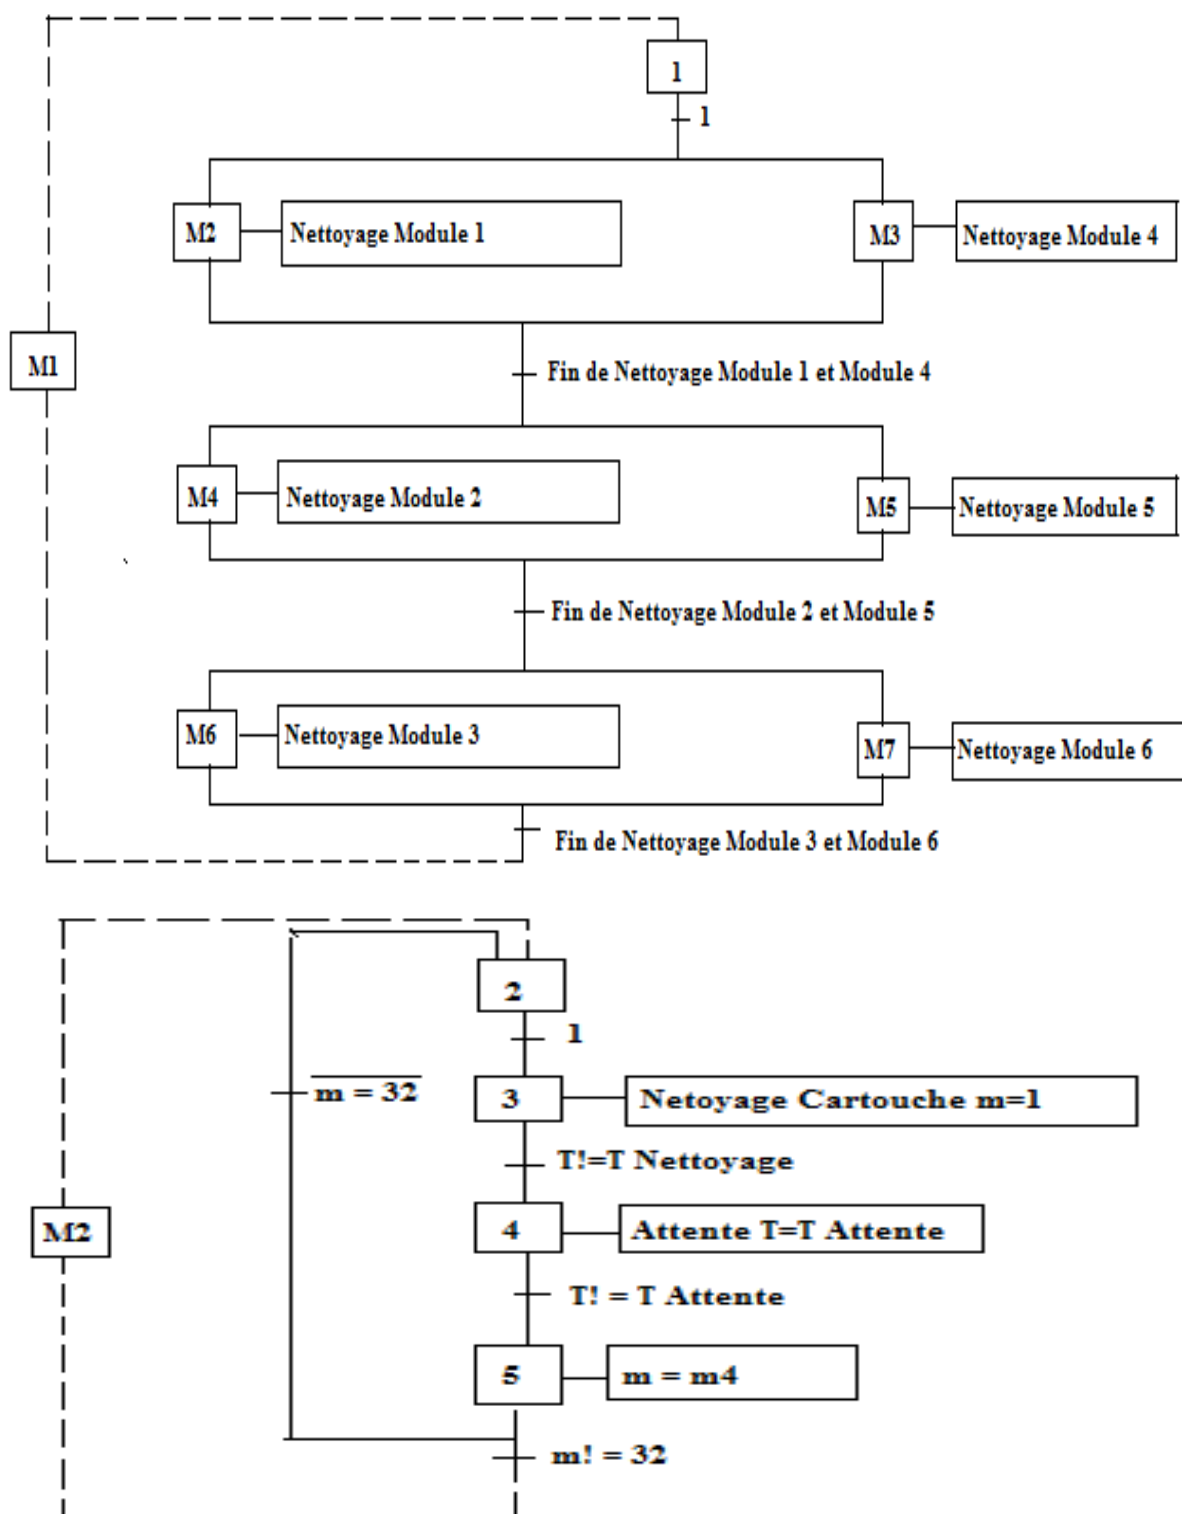 1
1
M2
Nettoyage Module 1
M3
Nettoyage Module 4
M1
Fin de Nettoyage Module 1 et Module 4
M4
Nettoyage Module 2
M5
Nettoyage Module 5
Fin de Nettoyage Module 2 et Module 5
M6
Nettoyage Module 3
M7
Nettoyage Module 6
Fin de Nettoyage Module 3 et Module 6
2
1
m = 32
3
Netoyage Cartouche m=1
T!=T Nettoyage
M2
4
Attente T=T Attente
T! = T Attente
5
m = m4
m! = 32